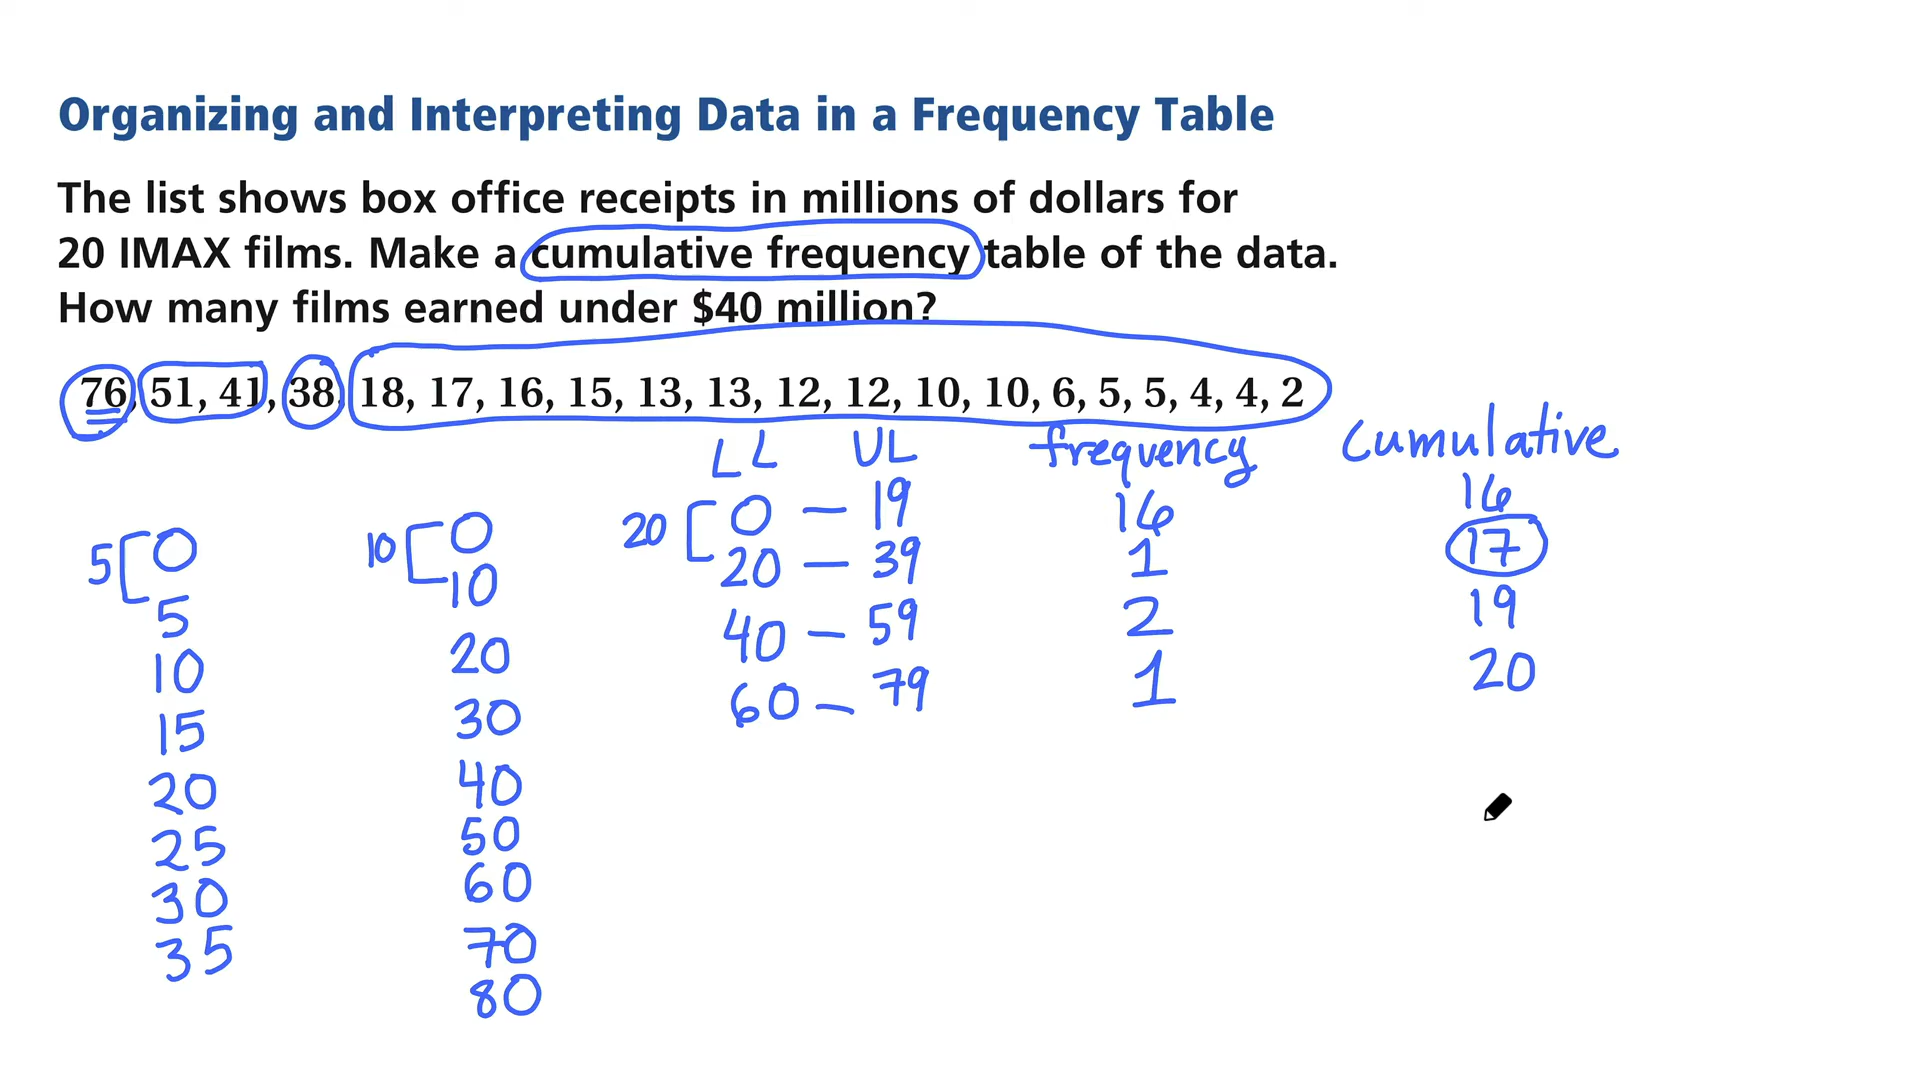 Organizing and Interpreting Data in a Frequency Table
The list shows box office receipts in millions of dollars for
20 IMAX films. Make a cumulative frequency table of the data.
How many films earned under $40 million?
76, 51, 41, 38, 18, 17, 16, 15, 13, 13, 12, 12, 10, 10, 6, 5, 5, 4, 4, 2
LL UL frequency cumulative
20 0 — 19 16 16
20 — 39 1 17
40 — 59 2 19
60 — 79 1 20
5 0
5
10
15
20
25
30
35
10 0
10
20
30
40
50
60
70
80